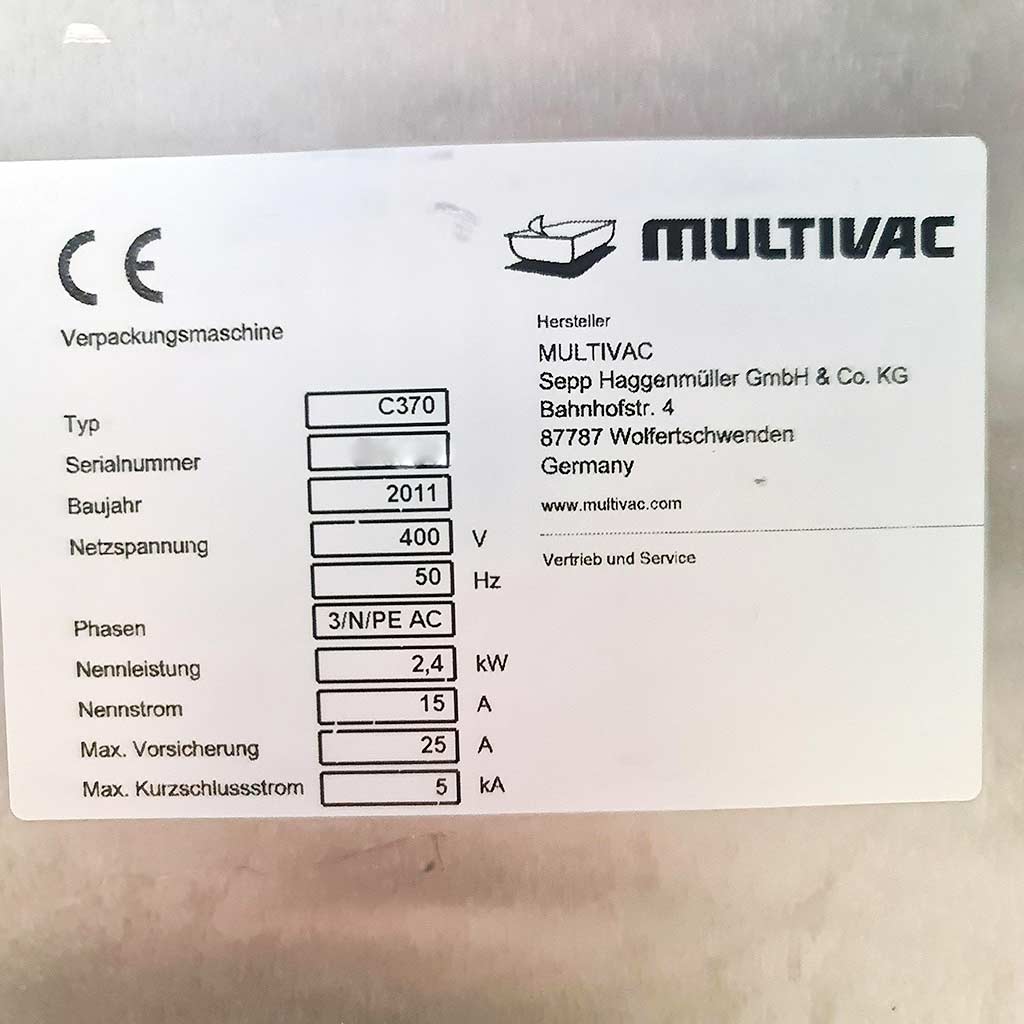 CE
MULTIVAC
Verpackungsmaschine
Typ C370
Serialnummer
Baujahr 2011
Netzspannung 400 V
50 Hz
Phasen 3/N/PE AC
Nennleistung 2,4 kW
Nennstrom 15 A
Max. Vorsicherung 25 A
Max. Kurzschlussstrom 5 kA
Hersteller
MULTIVAC
Sepp Haggenmüller GmbH & Co. KG
Bahnhofstr. 4
87787 Wolfertschwenden
Germany
www.multivac.com
Vertrieb und Service